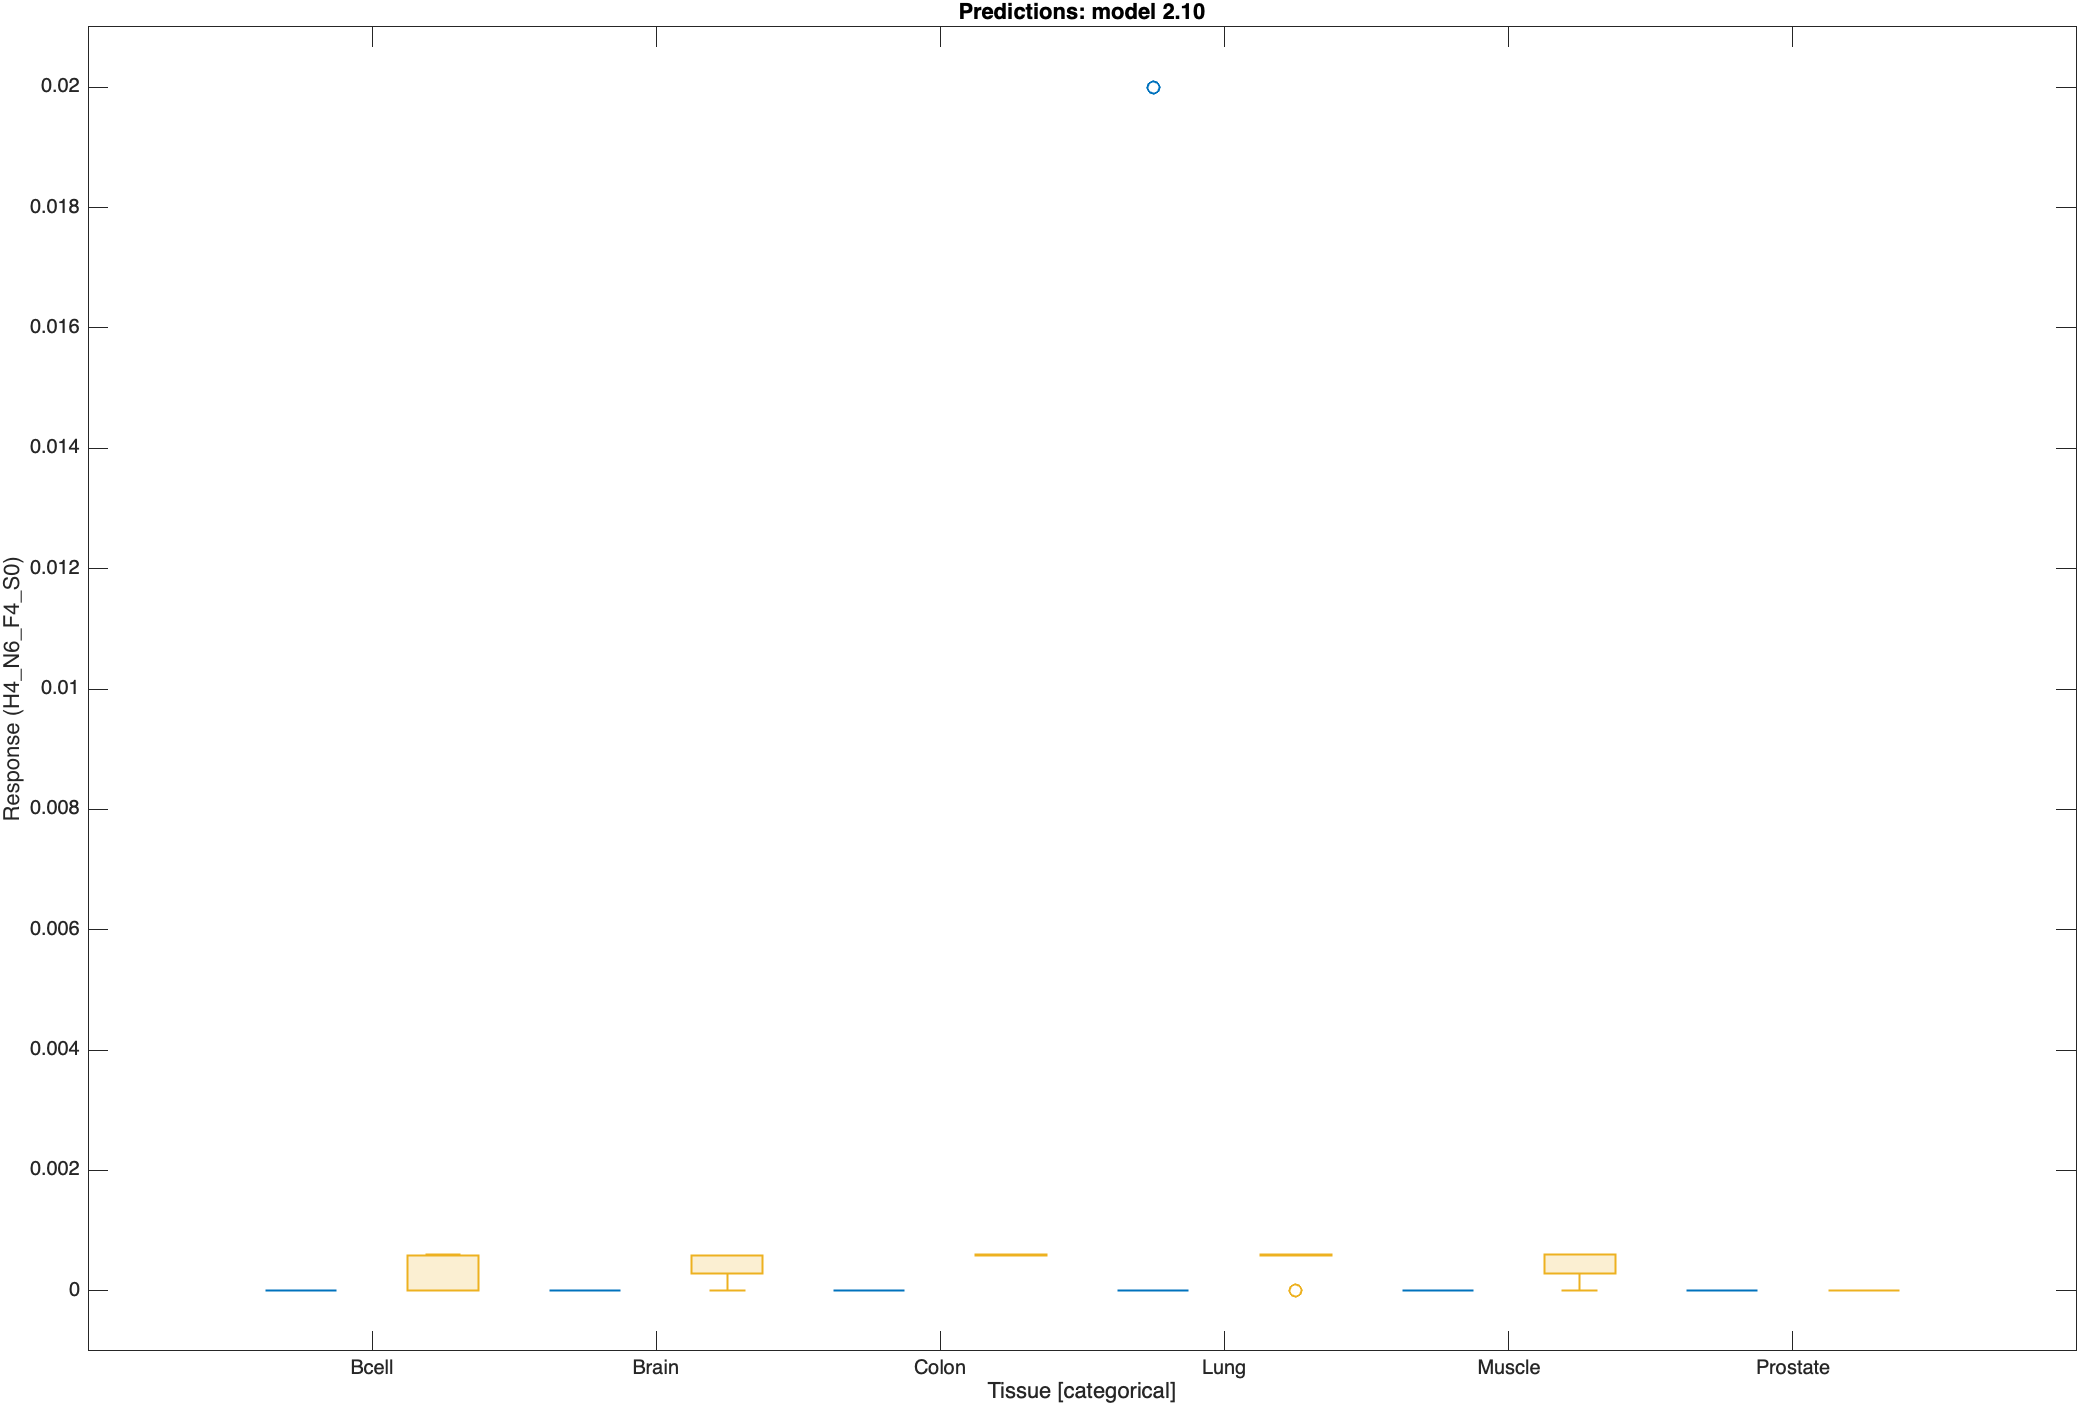 Predictions: model 2.10
0.02
0.018
0.016
0.014
0.012
0.01
0.008
0.006
0.004
0.002
0
Response (H4_N6_F4_S0)
Bcell Brain Colon Lung Muscle Prostate
Tissue [categorical]